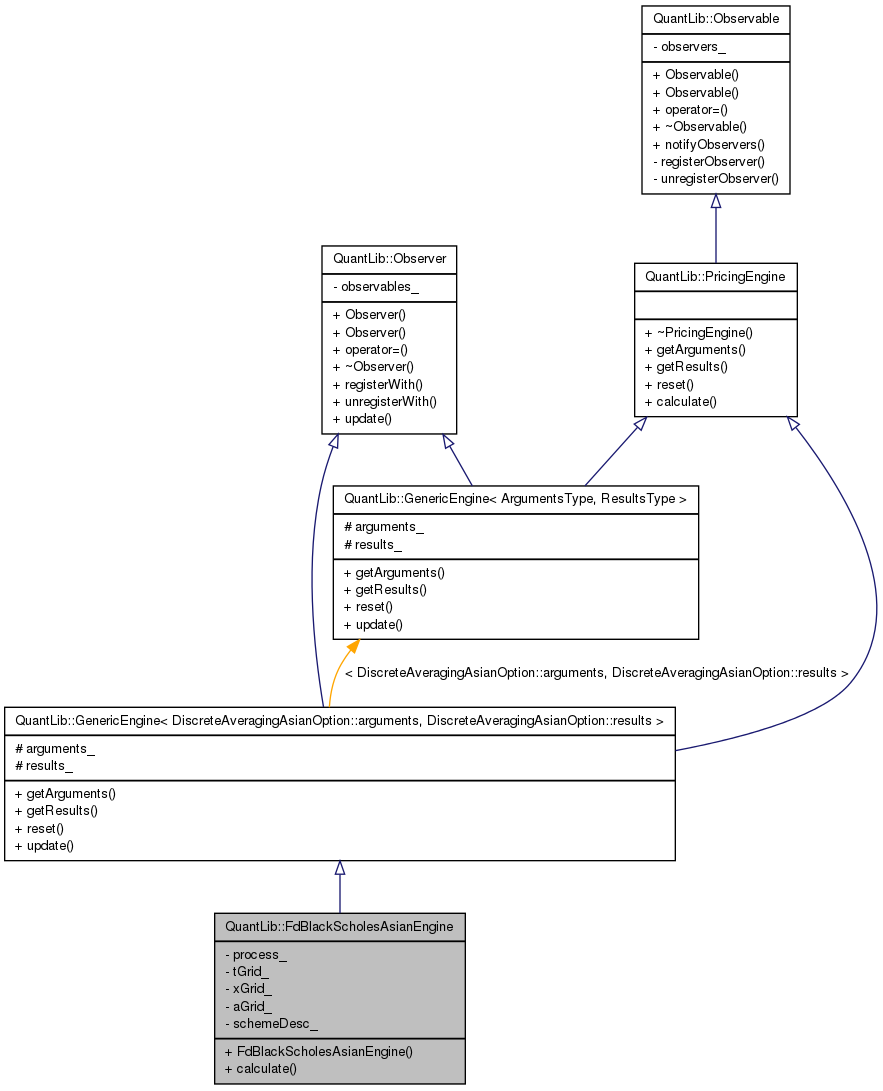 QuantLib::Observable
- observers_
+ Observable()
+ Observable()
+ operator=()
+ ~Observable()
+ notifyObservers()
- registerObserver()
- unregisterObserver()
QuantLib::Observer
- observables_
+ Observer()
+ Observer()
+ operator=()
+ ~Observer()
+ registerWith()
+ unregisterWith()
+ update()
QuantLib::PricingEngine
+ ~PricingEngine()
+ getArguments()
+ getResults()
+ reset()
+ calculate()
QuantLib::GenericEngine< ArgumentsType, ResultsType >
# arguments_
# results_
+ getArguments()
+ getResults()
+ reset()
+ update()
< DiscreteAveragingAsianOption::arguments, DiscreteAveragingAsianOption::results >
QuantLib::GenericEngine< DiscreteAveragingAsianOption::arguments, DiscreteAveragingAsianOption::results >
# arguments_
# results_
+ getArguments()
+ getResults()
+ reset()
+ update()
QuantLib::FdBlackScholesAsianEngine
- process_
- tGrid_
- xGrid_
- aGrid_
- schemeDesc_
+ FdBlackScholesAsianEngine()
+ calculate()